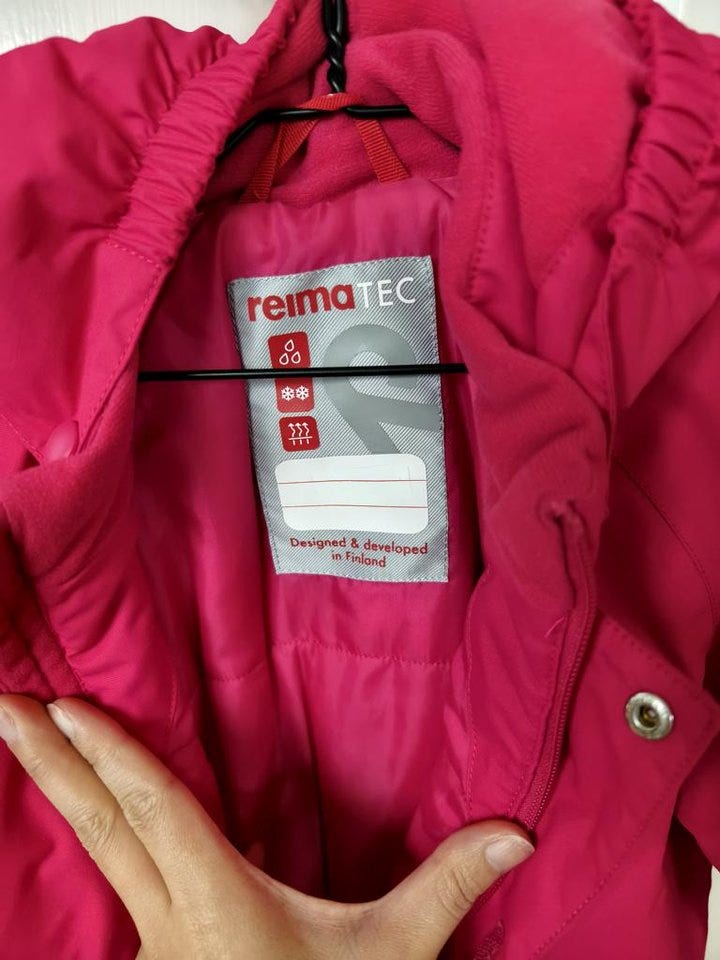 reimaTEC
Designed & developed
in Finland